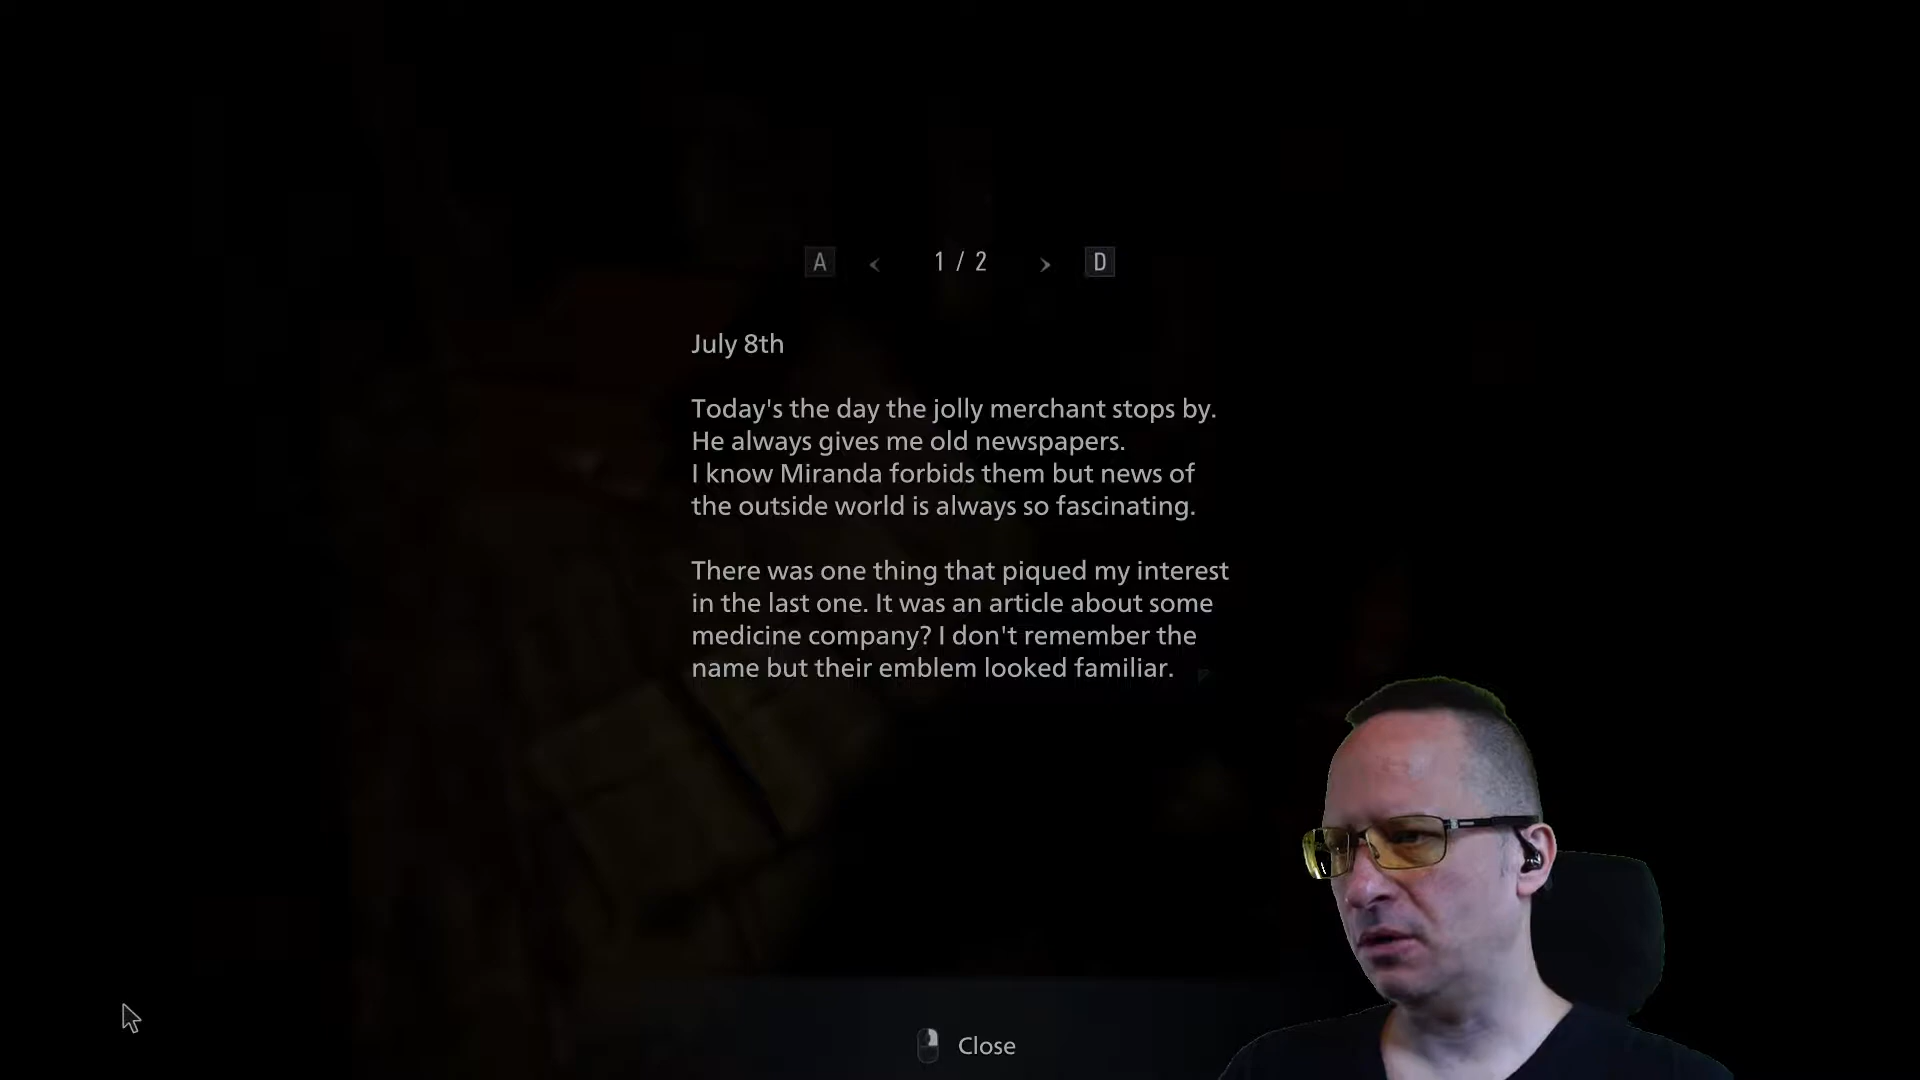 A < 1 / 2 > D
July 8th
Today's the day the jolly merchant stops by.
He always gives me old newspapers.
I know Miranda forbids them but news of
the outside world is always so fascinating.
There was one thing that piqued my interest
in the last one. It was an article about some
medicine company? I don't remember the
name but their emblem looked familiar.
Close